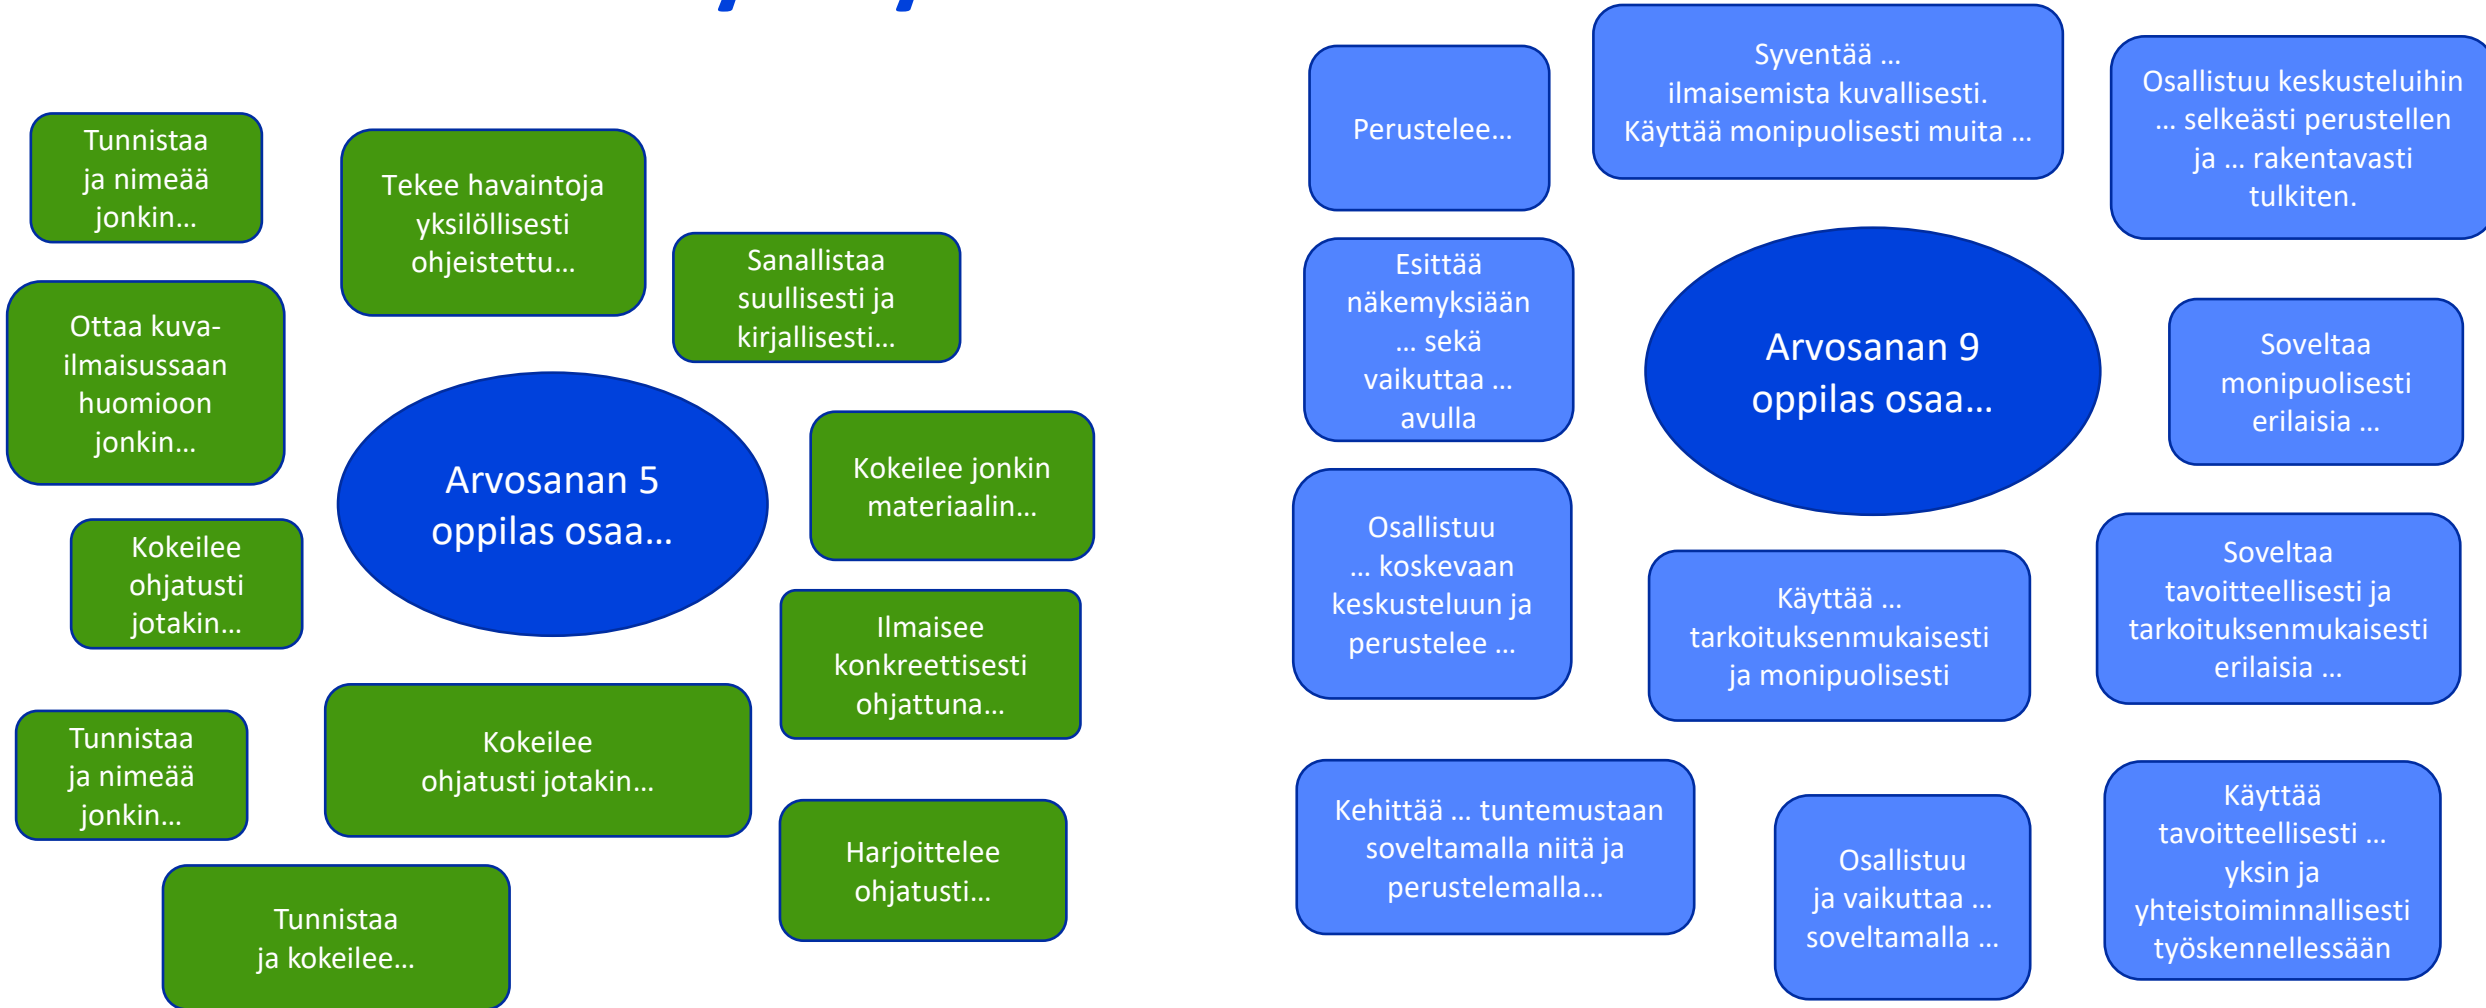 Tunnistaa
ja nimeää
jonkin…
Tekee havaintoja
yksilöllisesti
ohjeistettu…
Sanallistaa
suullisesti ja
kirjallisesti…
Ottaa kuva-
ilmaisussaan
huomioon
jonkin…
Arvosanan 5
oppilas osaa…
Kokeilee jonkin
materiaalin…
Kokeilee
ohjatusti
jotakin…
Ilmaisee
konkreettisesti
ohjattuna…
Tunnistaa
ja nimeää
jonkin…
Kokeilee
ohjatusti jotakin…
Harjoittelee
ohjatusti…
Tunnistaa
ja kokeilee…
Perustelee…
Syventää …
ilmaisemista kuvallisesti.
Käyttää monipuolisesti muita …
Osallistuu keskusteluihin
… selkeästi perustellen
ja … rakentavasti
tulkiten.
Esittää
näkemyksiään
… sekä
vaikuttaa …
avulla
Arvosanan 9
oppilas osaa…
Soveltaa
monipuolisesti
erilaisia …
Osallistuu
… koskevaan
keskusteluun ja
perustelee …
Käyttää …
tarkoituksenmukaisesti
ja monipuolisesti
Soveltaa
tavoitteellisesti ja
tarkoituksenmukaisesti
erilaisia …
Kehittää … tuntemustaan
soveltamalla niitä ja
perustelemalla…
Osallistuu
ja vaikuttaa …
soveltamalla …
Käyttää
tavoitteellisesti …
yksin ja
yhteistoiminnallisesti
työskennellessään